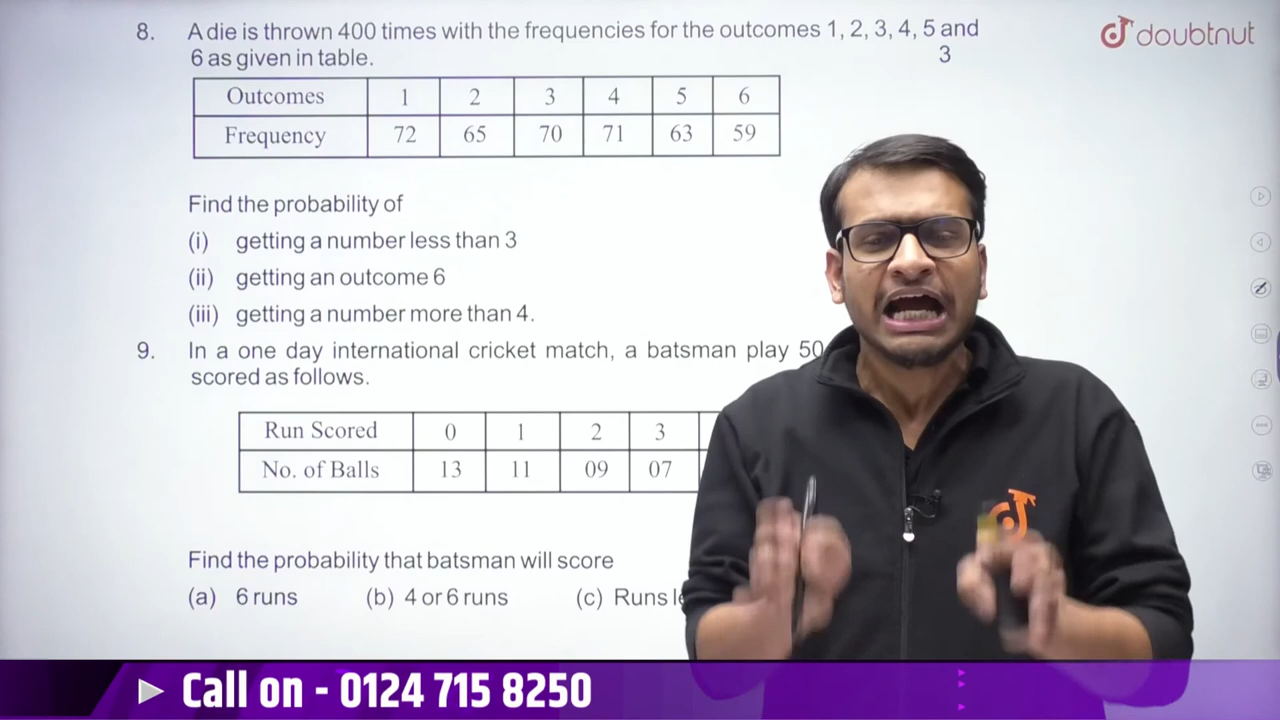 8. A die is thrown 400 times with the frequencies for the outcomes 1, 2, 3, 4, 5 and
6 as given in table. 3
doubtnut
Outcomes 1 2 3 4 5 6
Frequency 72 65 70 71 63 59
Find the probability of
(i) getting a number less than 3
(ii) getting an outcome 6
(iii) getting a number more than 4.
9. In a one day international cricket match, a batsman play 50
scored as follows.
Run Scored 0 1 2 3
No. of Balls 13 11 09 07
Find the probability that batsman will score
(a) 6 runs (b) 4 or 6 runs (c) Runs
Call on - 0124 715 8250